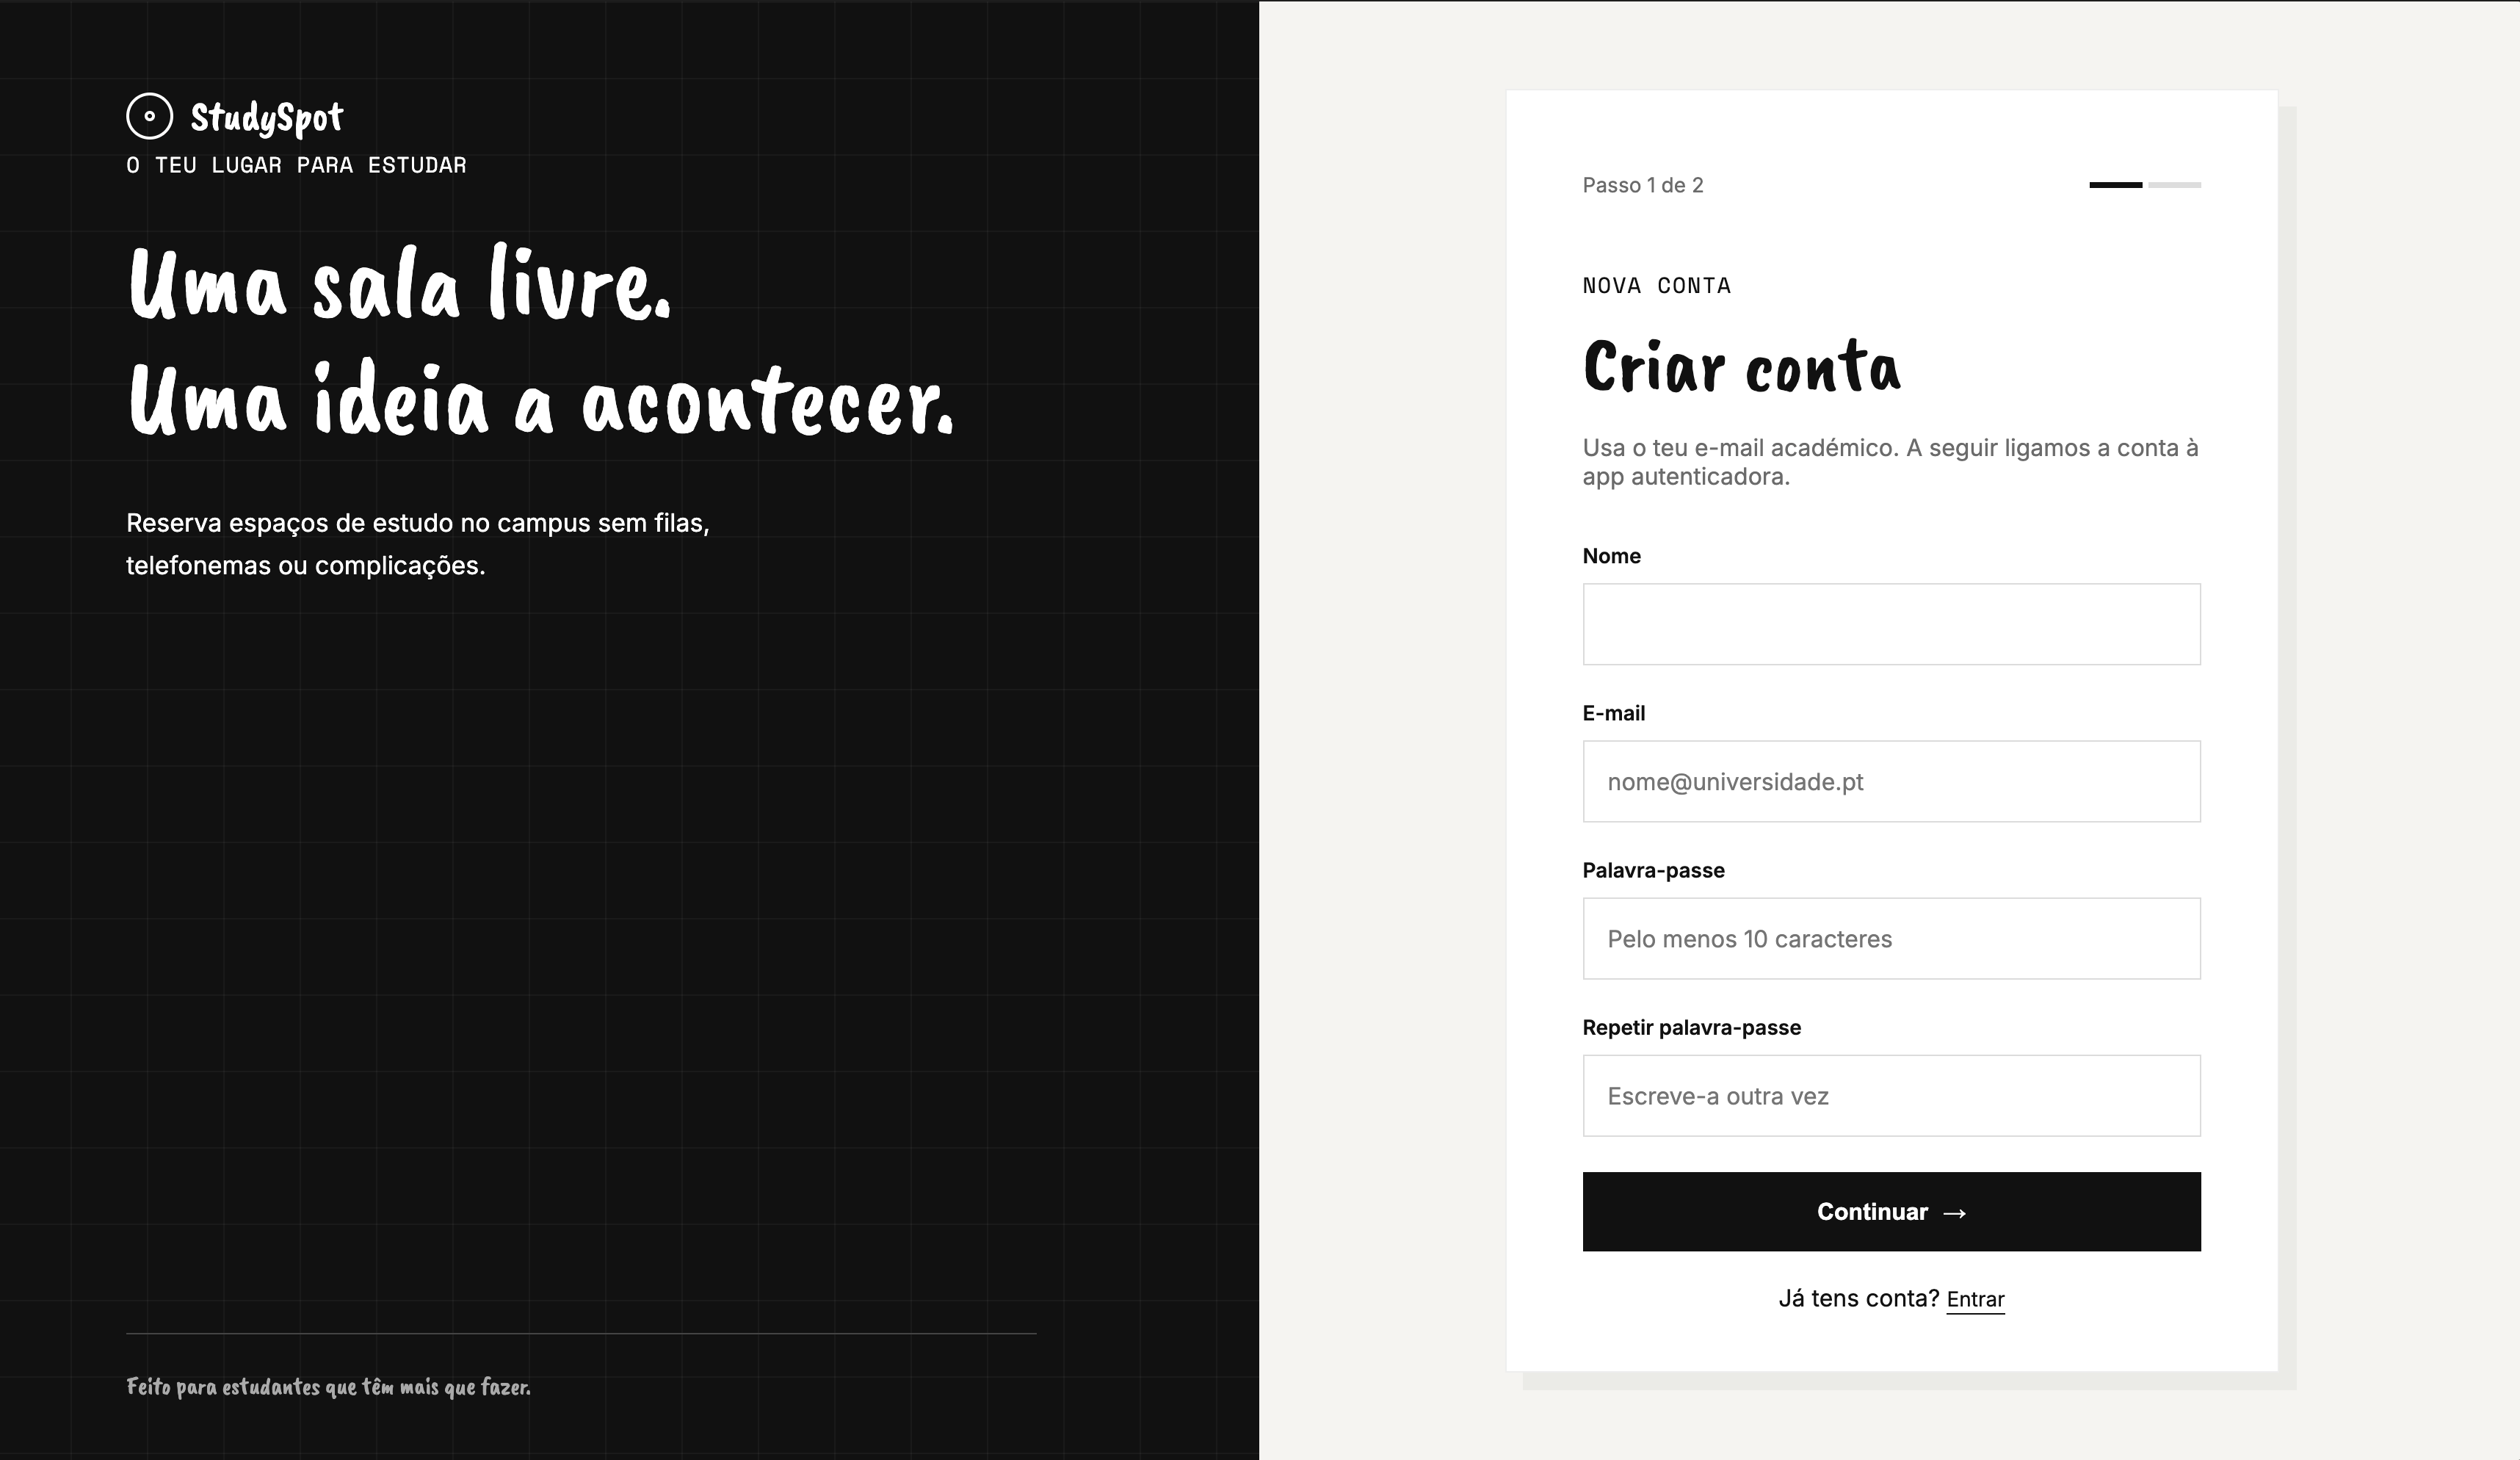 StudySpot
O TEU LUGAR PARA ESTUDAR
Uma sala livre.
Uma ideia a acontecer.
Reserva espaços de estudo no campus sem filas,
telefonemas ou complicações.
Feito para estudantes que têm mais que fazer.
Passo 1 de 2
NOVA CONTA
Criar conta
Usa o teu e-mail académico. A seguir ligamos a conta à
app autenticadora.
Nome
E-mail
nome@universidade.pt
Palavra-passe
Pelo menos 10 caracteres
Repetir palavra-passe
Escreve-a outra vez
Continuar →
Já tens conta? Entrar